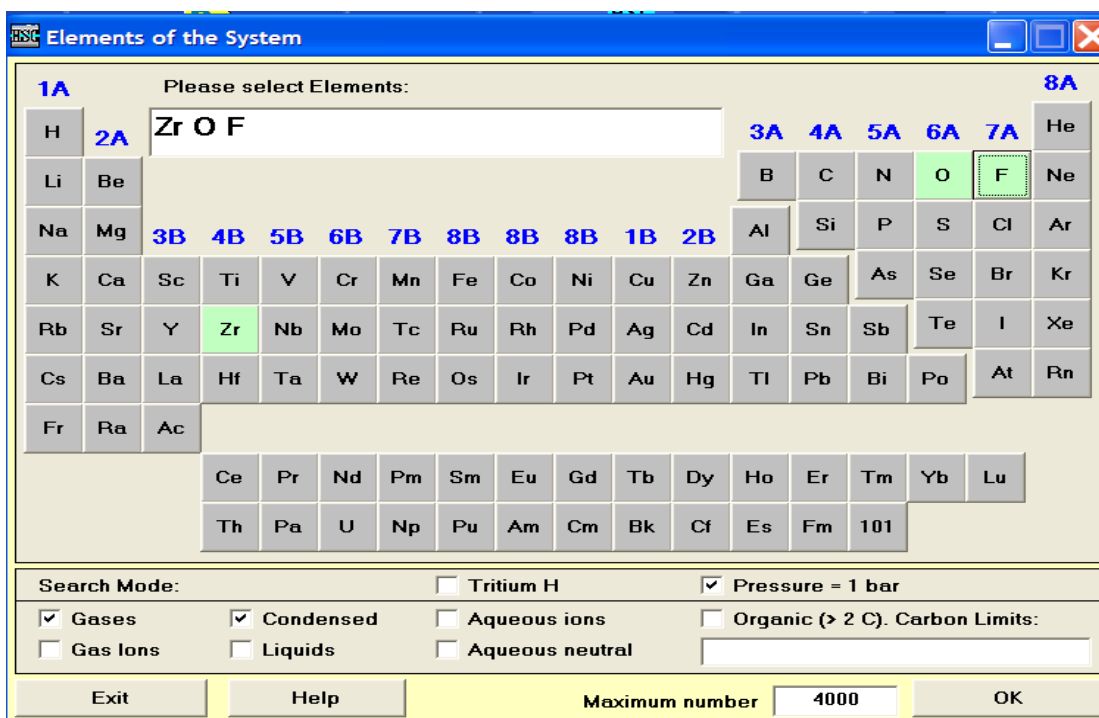 HSC Elements of the System
1A Please select Elements: 8A
H 2A Zr O F 3A 4A 5A 6A 7A He
Li Be B C N O F Ne
Na Mg 3B 4B 5B 6B 7B 8B 8B 8B 1B 2B Al Si P S Cl Ar
K Ca Sc Ti V Cr Mn Fe Co Ni Cu Zn Ga Ge As Se Br Kr
Rb Sr Y Zr Nb Mo Tc Ru Rh Pd Ag Cd In Sn Sb Te I Xe
Cs Ba La Hf Ta W Re Os Ir Pt Au Hg Tl Pb Bi Po At Rn
Fr Ra Ac
Ce Pr Nd Pm Sm Eu Gd Tb Dy Ho Er Tm Yb Lu
Th Pa U Np Pu Am Cm Bk Cf Es Fm 101
Search Mode: Tritium H Pressure = 1 bar
Gases Condensed Aqueous ions Organic (> 2 C). Carbon Limits:
Gas Ions Liquids Aqueous neutral
Exit Help Maximum number 4000 OK